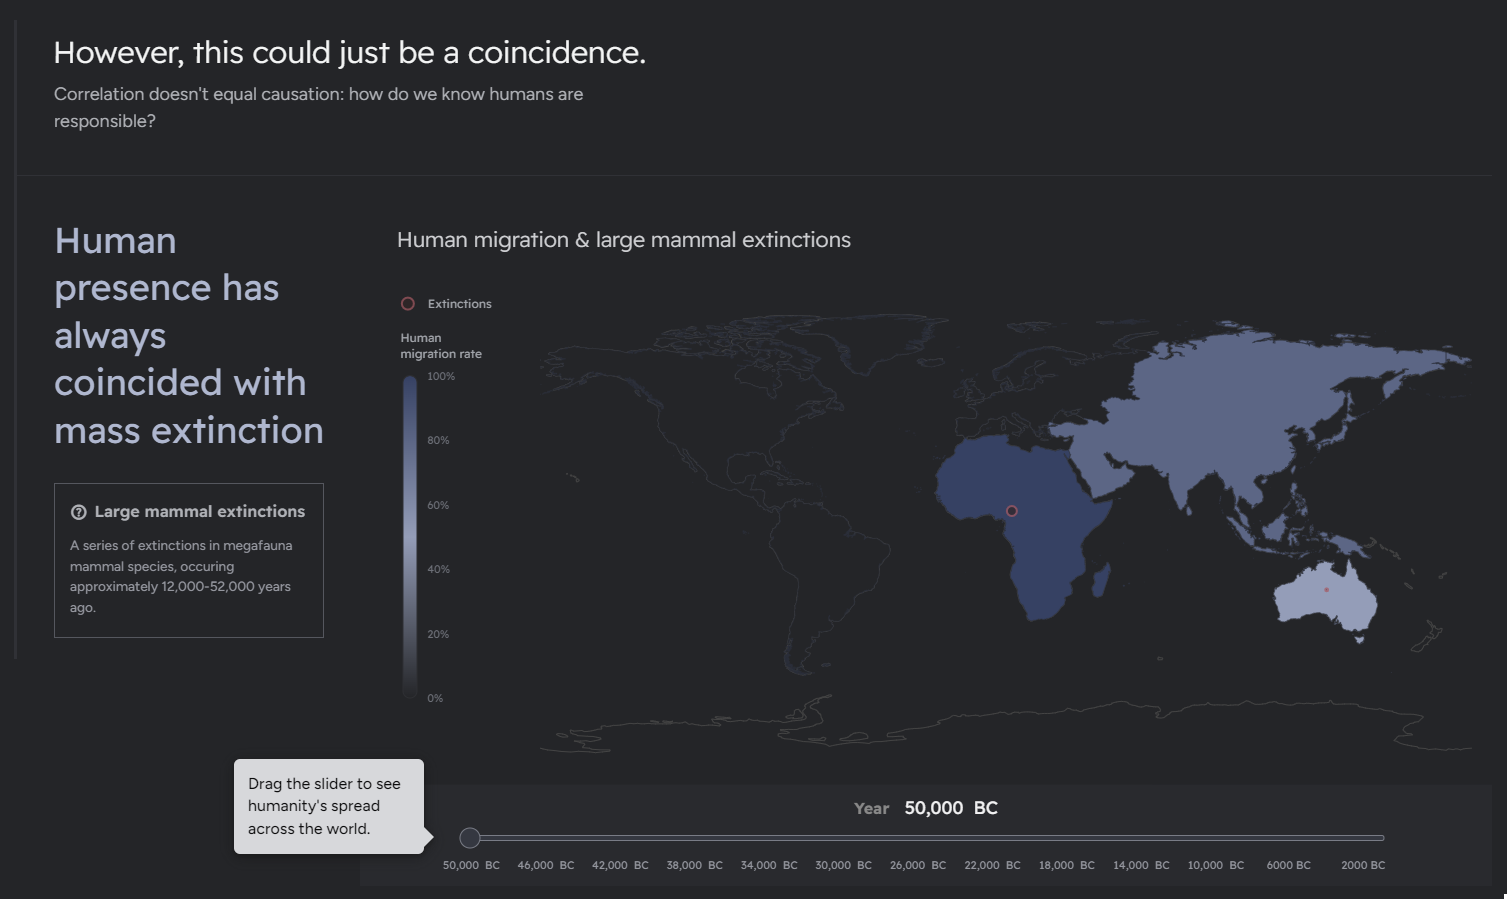 However, this could just be a coincidence.
Correlation doesn't equal causation: how do we know humans are
responsible?
Human
presence has
always
coincided with
mass extinction
Large mammal extinctions
A series of extinctions in megafauna
mammal species, occuring
approximately 12,000-52,000 years
ago.
Human migration & large mammal extinctions
Extinctions
Human
migration rate
100%
80%
60%
40%
20%
0%
Drag the slider to see
humanity's spread
across the world.
Year 50,000 BC
50,000 BC 46,000 BC 42,000 BC 38,000 BC 34,000 BC 30,000 BC 26,000 BC 22,000 BC 18,000 BC 14,000 BC 10,000 BC 6000 BC 2000 BC